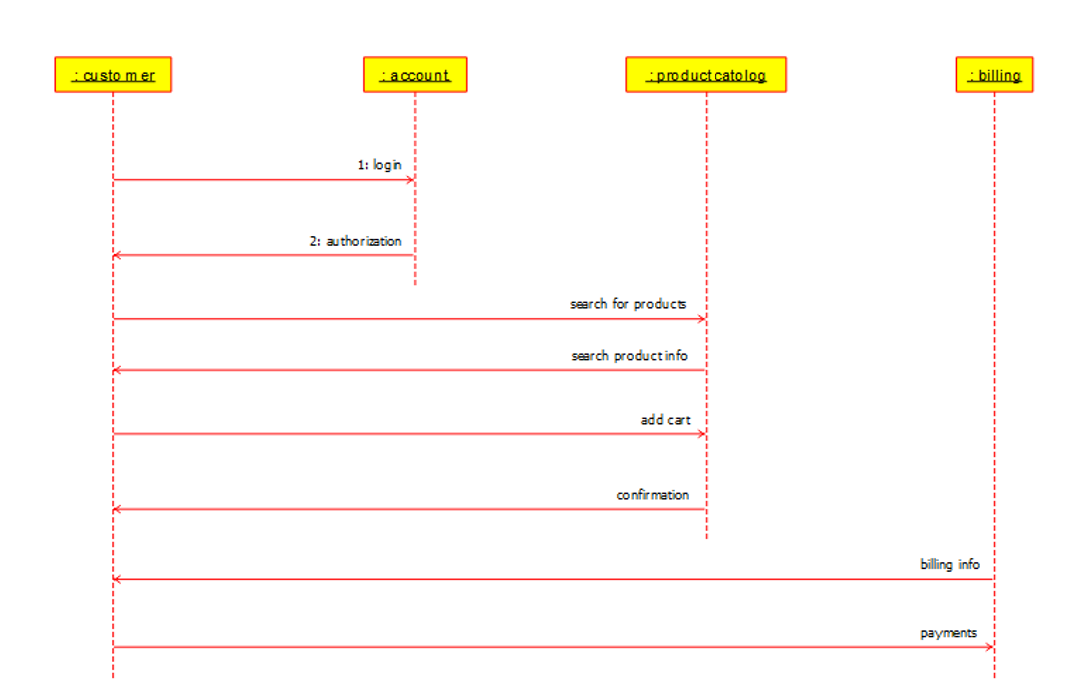 : customer
: account
: productcatolog
: billing
1: login
2: authorization
search for products
search product info
add cart
confirmation
billing info
payments